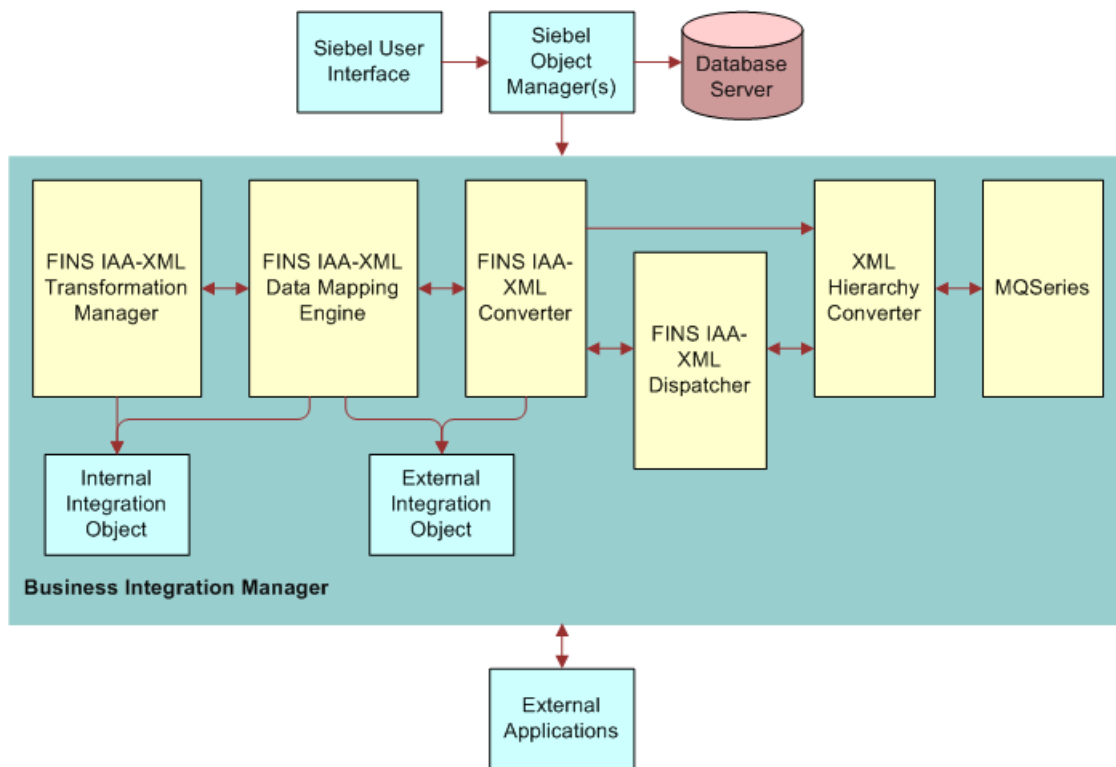 Siebel User
Interface
Siebel
Object
Manager(s)
Database
Server
FINS IAA-XML
Transformation
Manager
FINS IAA-XML
Data Mapping
Engine
FINS IAA-
XML
Converter
FINS IAA-
XML
Dispatcher
XML
Hierarchy
Converter
MQSeries
Internal
Integration
Object
External
Integration
Object
Business Integration Manager
External
Applications